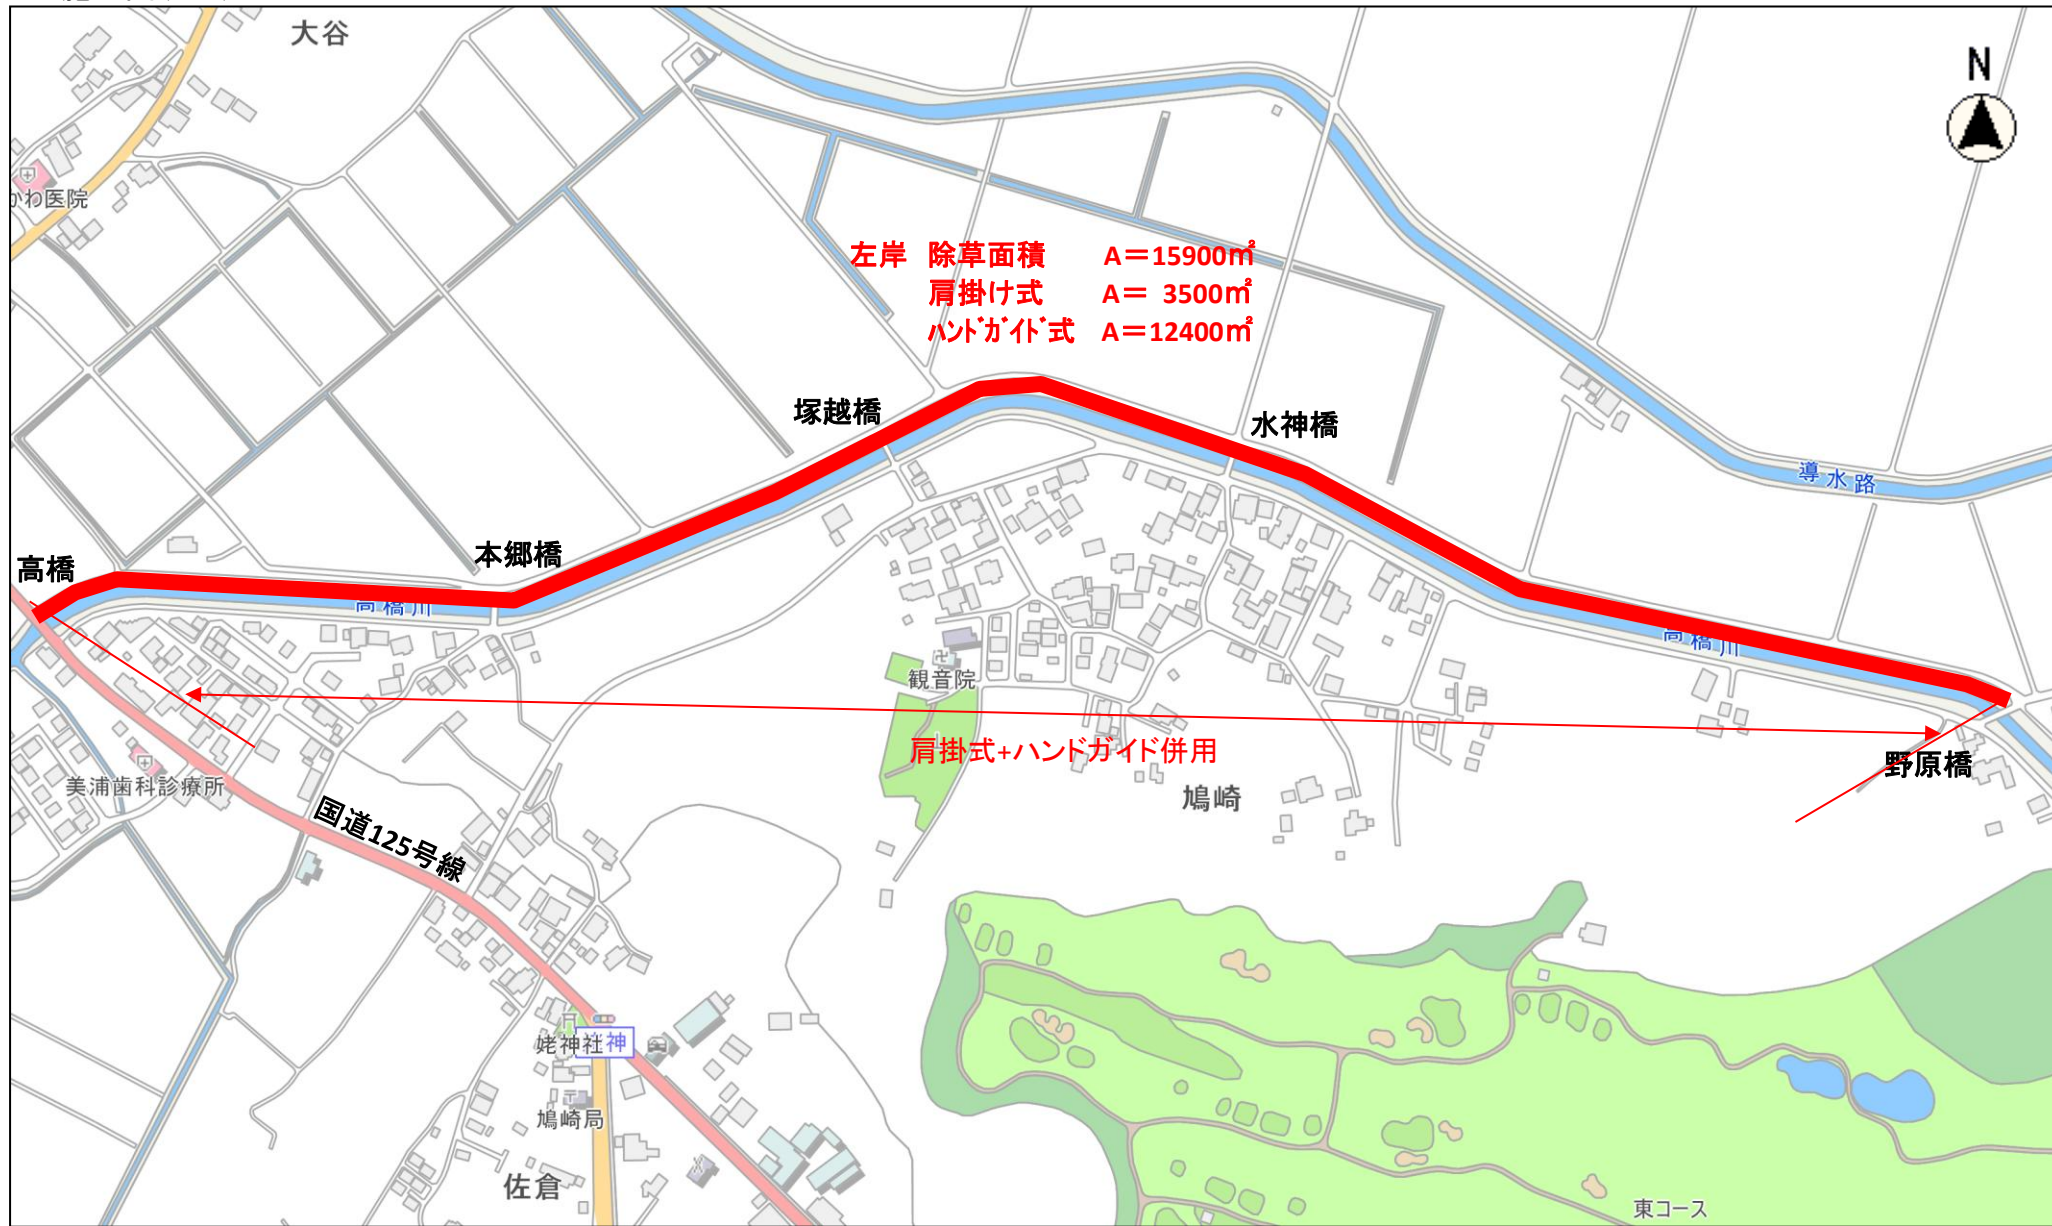 大谷
N
かわ医院
左岸 除草面積 A＝15900㎡
肩掛け式 A＝ 3500㎡
ﾊﾝﾄﾞｶﾞｲﾄﾞ式 A＝12400㎡
塚越橋
水神橋
導水路
本郷橋
高橋
高橋川
高橋川
観音院
肩掛式+ハンドガイド併用
野原橋
美浦歯科診療所
鳩崎
国道125号線
姥神社
神
鳩崎局
佐倉
東コース